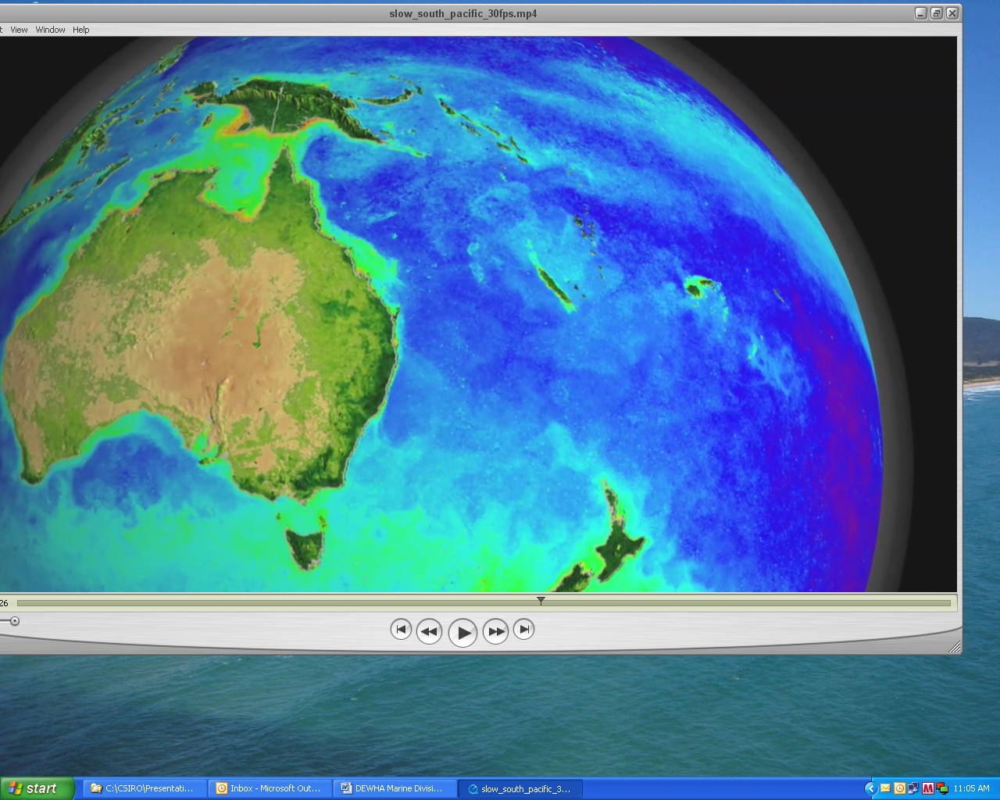 slow_south_pacific_30fps.mp4
t View Window Help
26
start
C:\CSIRO\Presentati...
Inbox - Microsoft Out...
DEWHA Marine Divisi...
slow_south_pacific_3...
11:05 AM